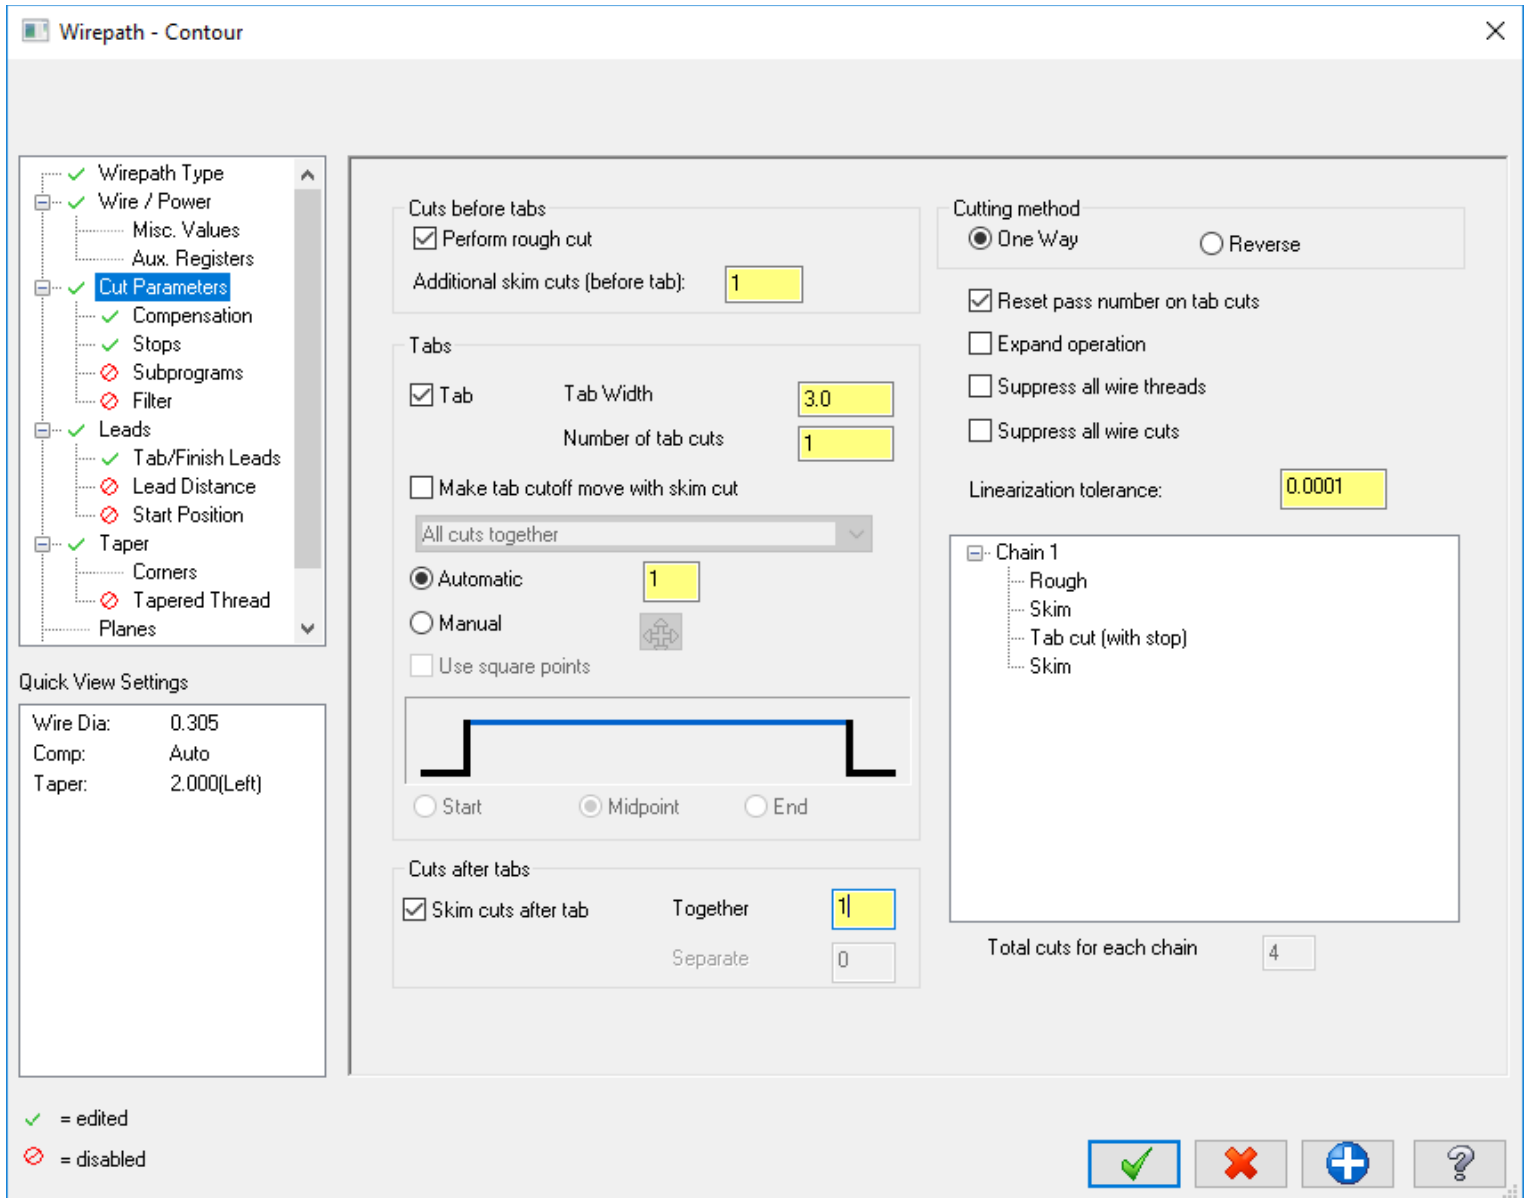 Wirepath - Contour
Wirepath Type
Wire / Power
Misc. Values
Aux. Registers
Cut Parameters
Compensation
Stops
Subprograms
Filter
Leads
Tab/Finish Leads
Lead Distance
Start Position
Taper
Corners
Tapered Thread
Planes
Quick View Settings
Wire Dia: 0.305
Comp: Auto
Taper: 2.000(Left)
= edited
= disabled
Cuts before tabs
Perform rough cut
Additional skim cuts (before tab): 1
Tabs
Tab Tab Width 3.0
Number of tab cuts 1
Make tab cutoff move with skim cut
All cuts together
Automatic 1
Manual
Use square points
Start Midpoint End
Cuts after tabs
Skim cuts after tab Together 1
Separate 0
Cutting method
One Way Reverse
Reset pass number on tab cuts
Expand operation
Suppress all wire threads
Suppress all wire cuts
Linearization tolerance: 0.0001
Chain 1
Rough
Skim
Tab cut (with stop)
Skim
Total cuts for each chain 4